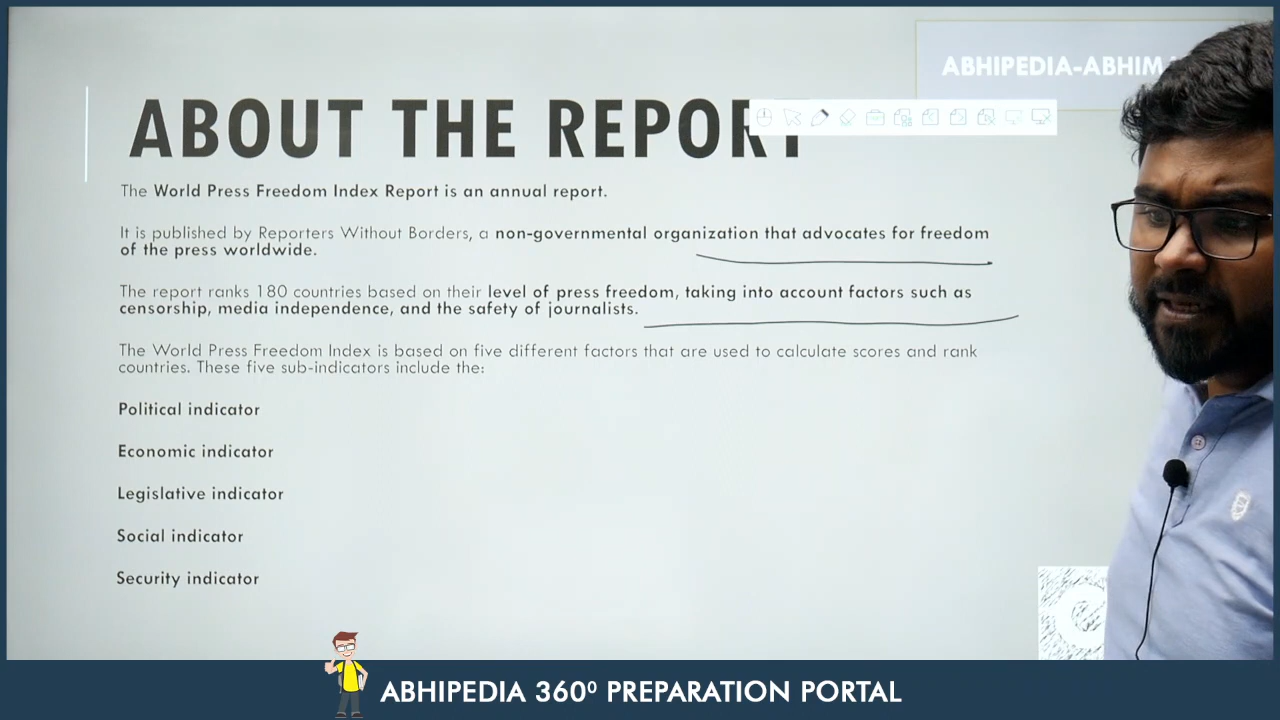 ABHIPEDIA-ABHIM
ABOUT THE REPORT
The World Press Freedom Index Report is an annual report.
It is published by Reporters Without Borders, a non-governmental organization that advocates for freedom
of the press worldwide.
The report ranks 180 countries based on their level of press freedom, taking into account factors such as
censorship, media independence, and the safety of journalists.
The World Press Freedom Index is based on five different factors that are used to calculate scores and rank
countries. These five sub-indicators include the:
Political indicator
Economic indicator
Legislative indicator
Social indicator
Security indicator
ABHIPEDIA 360⁰ PREPARATION PORTAL